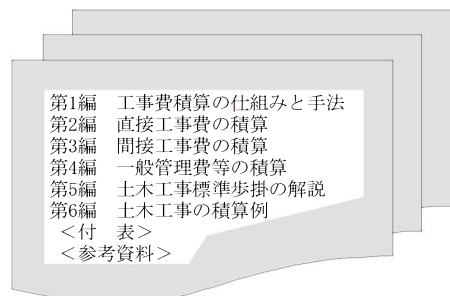 第1編　工事費積算の仕組みと手法
第2編　直接工事費の積算
第3編　間接工事費の積算
第4編　一般管理費等の積算
第5編　土木工事標準歩掛の解説
第6編　土木工事の積算例
＜付　表＞
＜参考資料＞